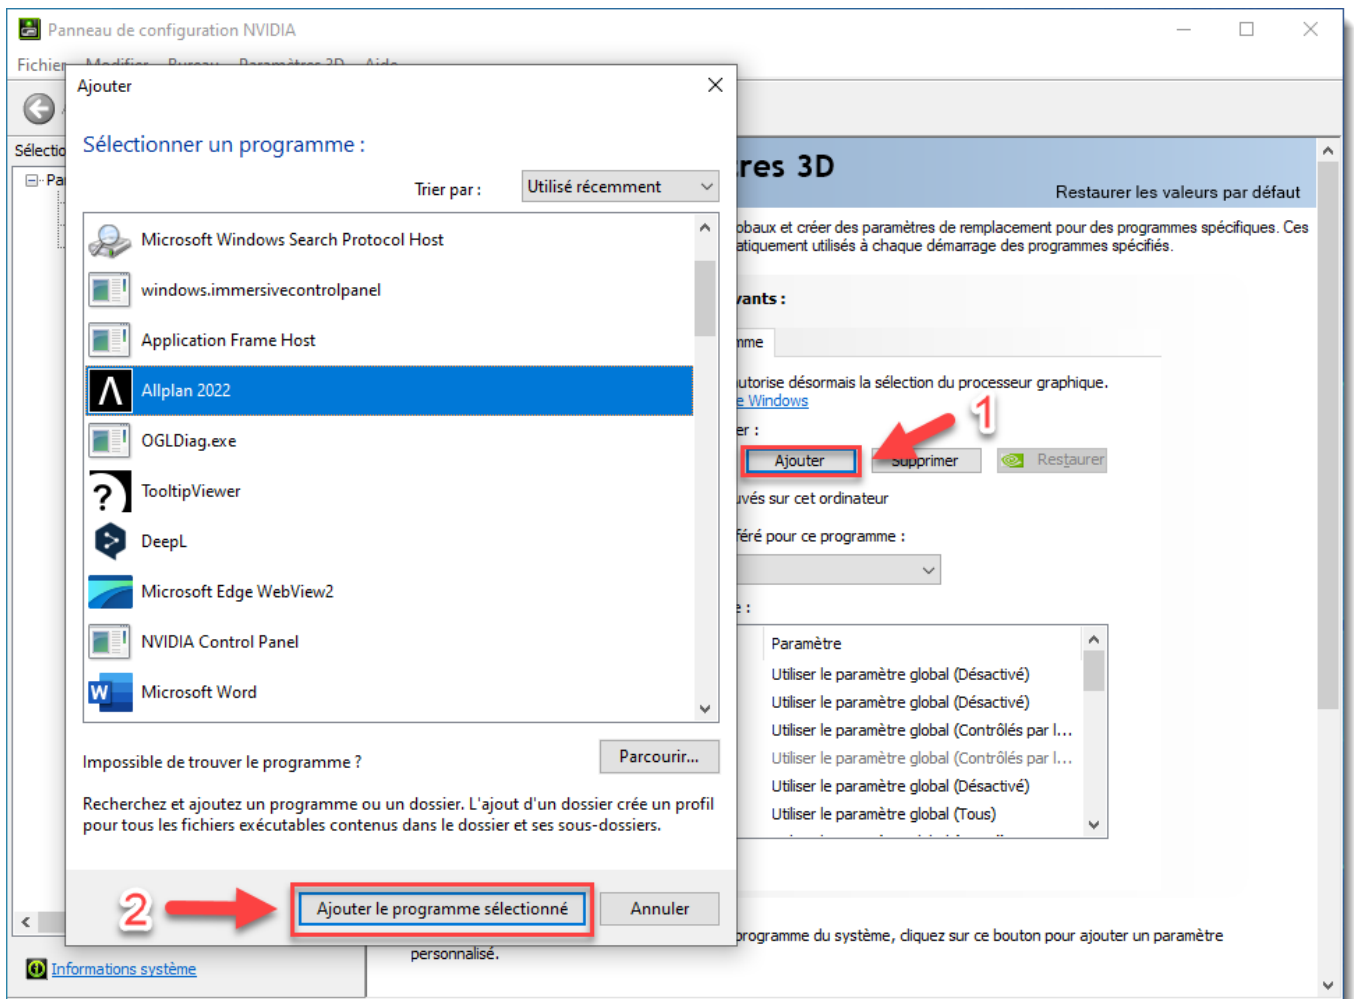 Panneau de configuration NVIDIA
Fichier Modifier Bureau Paramètres 3D Aide
Ajouter
Sélectionner un programme :
Trier par :
Utilisé récemment
Microsoft Windows Search Protocol Host
windows.immersivecontrolpanel
Application Frame Host
Allplan 2022
OGLDiag.exe
TooltipViewer
DeepL
Microsoft Edge WebView2
NVIDIA Control Panel
Microsoft Word
Impossible de trouver le programme ?
Parcourir...
Recherchez et ajoutez un programme ou un dossier. L'ajout d'un dossier crée un profil
pour tous les fichiers exécutables contenus dans le dossier et ses sous-dossiers.
2
Ajouter le programme sélectionné
Annuler
Sélectio
Pa
res 3D
Restaurer les valeurs par défaut
obaux et créer des paramètres de remplacement pour des programmes spécifiques. Ces
atiquement utilisés à chaque démarrage des programmes spécifiés.
vants :
mme
utorise désormais la sélection du processeur graphique.
e Windows
1
er :
Ajouter
Supprimer
Restaurer
uvés sur cet ordinateur
féré pour ce programme :
e :
Paramètre
Utiliser le paramètre global (Désactivé)
Utiliser le paramètre global (Désactivé)
Utiliser le paramètre global (Contrôlés par l...
Utiliser le paramètre global (Contrôlés par l...
Utiliser le paramètre global (Désactivé)
Utiliser le paramètre global (Tous)
programme du système, cliquez sur ce bouton pour ajouter un paramètre
personnalisé.
Informations système